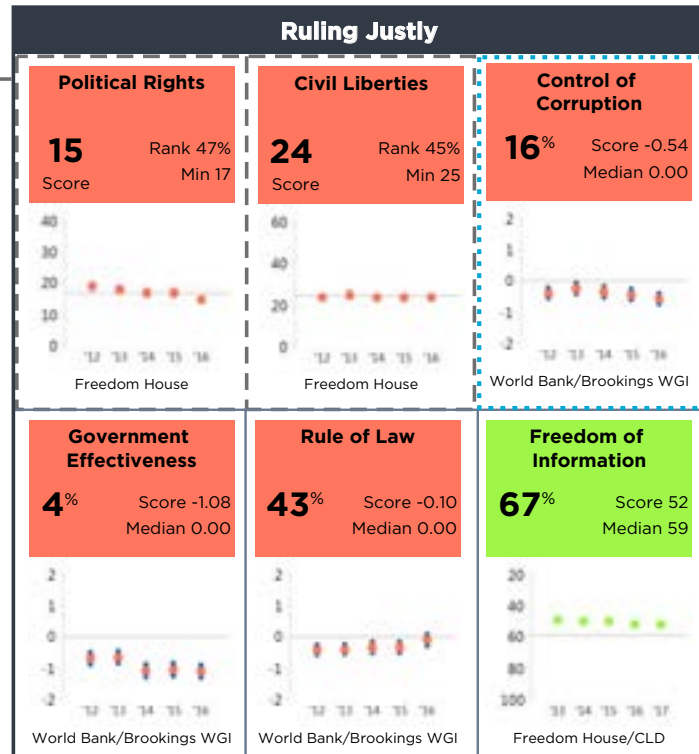 Ruling Justly
Political Rights
15
Score
Rank 47%
Min 17
40
30
20
10
0
'12 '13 '14 '15 '16
Freedom House
Civil Liberties
24
Score
Rank 45%
Min 25
60
40
20
0
'12 '13 '14 '15 '16
Freedom House
Control of
Corruption
16%
Score -0.54
Median 0.00
2
1
0
-1
-2
'12 '13 '14 '15 '16
World Bank/Brookings WGI
Government
Effectiveness
4%
Score -1.08
Median 0.00
2
1
0
-1
-2
'12 '13 '14 '15 '16
World Bank/Brookings WGI
Rule of Law
43%
Score -0.10
Median 0.00
2
1
0
-1
-2
'12 '13 '14 '15 '16
World Bank/Brookings WGI
Freedom of
Information
67%
Score 52
Median 59
20
40
60
80
100
'13 '14 '15 '16 '17
Freedom House/CLD